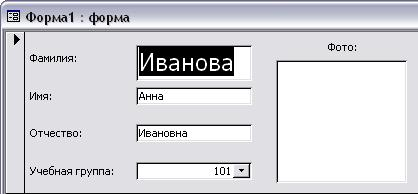 Форма1 : форма
Фото:
Фамилия: Иванова
Имя: Анна
Отчество: Ивановна
Учебная группа: 101